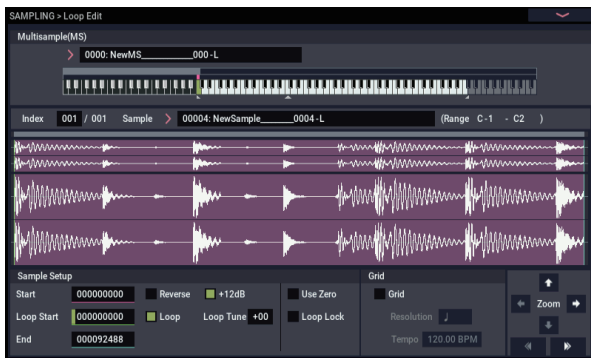 SAMPLING > Loop Edit
Multisample(MS)
0000: NewMS__________000-L
Index 001 / 001 Sample 00004: NewSample______0004-L (Range C-1 - C2 )
Sample Setup Grid
Start 000000000 Reverse +12dB Use Zero Grid
Loop Start 000000000 Loop Loop Tune +00 Loop Lock Resolution Zoom
End 000092488 Tempo 120.00 BPM